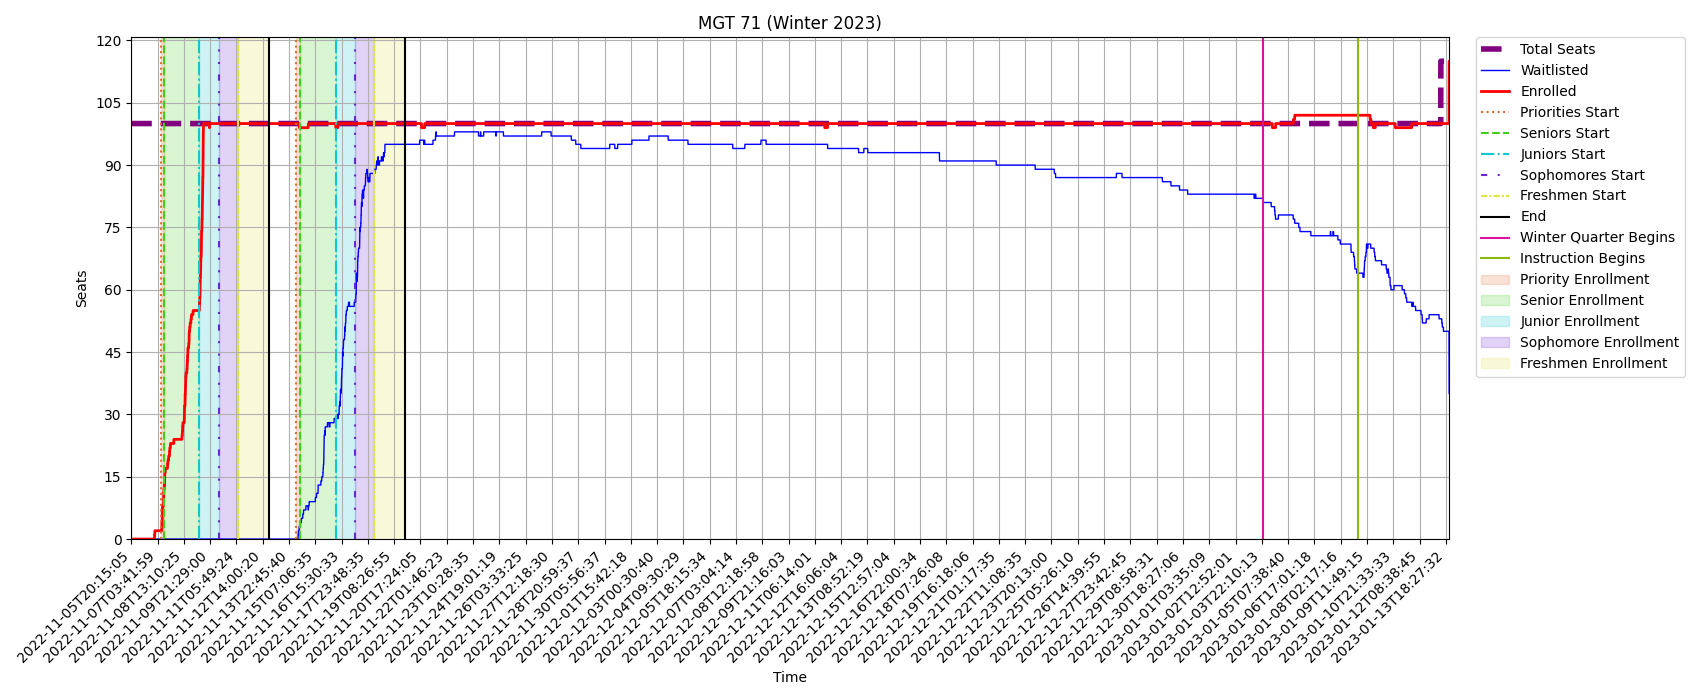 MGT 71 (Winter 2023)
Seats
120
105
90
75
60
45
30
15
0
2022-11-05T20:15:05
2022-11-07T03:41:59
2022-11-08T13:10:25
2022-11-09T21:29:00
2022-11-11T05:49:24
2022-11-12T14:00:20
2022-11-13T22:45:40
2022-11-15T07:06:35
2022-11-16T15:30:33
2022-11-17T23:48:35
2022-11-19T08:26:55
2022-11-20T17:24:05
2022-11-22T01:46:23
2022-11-23T10:28:35
2022-11-24T19:01:19
2022-11-26T03:33:25
2022-11-27T12:18:30
2022-11-28T20:59:37
2022-11-30T05:56:37
2022-12-01T15:42:18
2022-12-03T00:30:40
2022-12-04T09:30:29
2022-12-05T18:15:34
2022-12-07T03:04:14
2022-12-08T12:18:58
2022-12-09T21:16:03
2022-12-11T06:14:01
2022-12-12T16:06:04
2022-12-14T08:52:19
2022-12-15T12:57:04
2022-12-16T22:00:34
2022-12-18T07:26:08
2022-12-19T16:18:06
2022-12-21T01:17:35
2022-12-22T11:08:35
2022-12-23T20:13:00
2022-12-25T05:26:10
2022-12-26T14:39:55
2022-12-27T23:42:45
2022-12-29T08:58:31
2022-12-30T18:27:06
2023-01-01T03:35:09
2023-01-02T12:52:01
2023-01-03T22:10:13
2023-01-05T07:38:40
2023-01-06T17:01:18
2023-01-08T02:17:16
2023-01-09T11:49:15
2023-01-10T21:33:33
2023-01-12T08:38:45
2023-01-13T18:27:32
Time
Total Seats
Waitlisted
Enrolled
Priorities Start
Seniors Start
Juniors Start
Sophomores Start
Freshmen Start
End
Winter Quarter Begins
Instruction Begins
Priority Enrollment
Senior Enrollment
Junior Enrollment
Sophomore Enrollment
Freshmen Enrollment